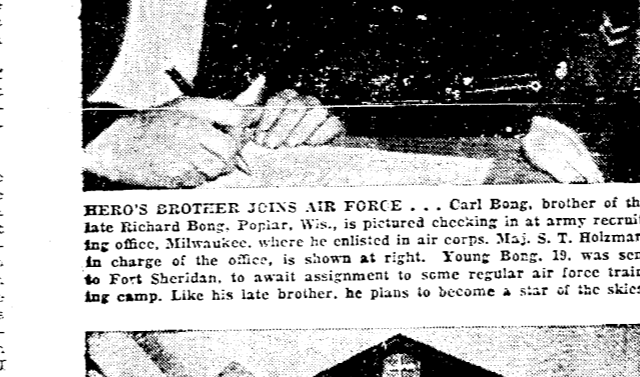 HERO'S BROTHER JOINS AIR FORCE . . . Carl Bong, brother of th
late Richard Bong, Poplar, Wis., is pictured checking in at army recruit
ing office, Milwaukee, where he enlisted in air corps. Maj. S. T. Holzmar
in charge of the office, is shown at right. Young Bong, 19, was sen
to Fort Sheridan, to await assignment to some regular air force train
ing camp. Like his late brother, he plans to become a star of the skies